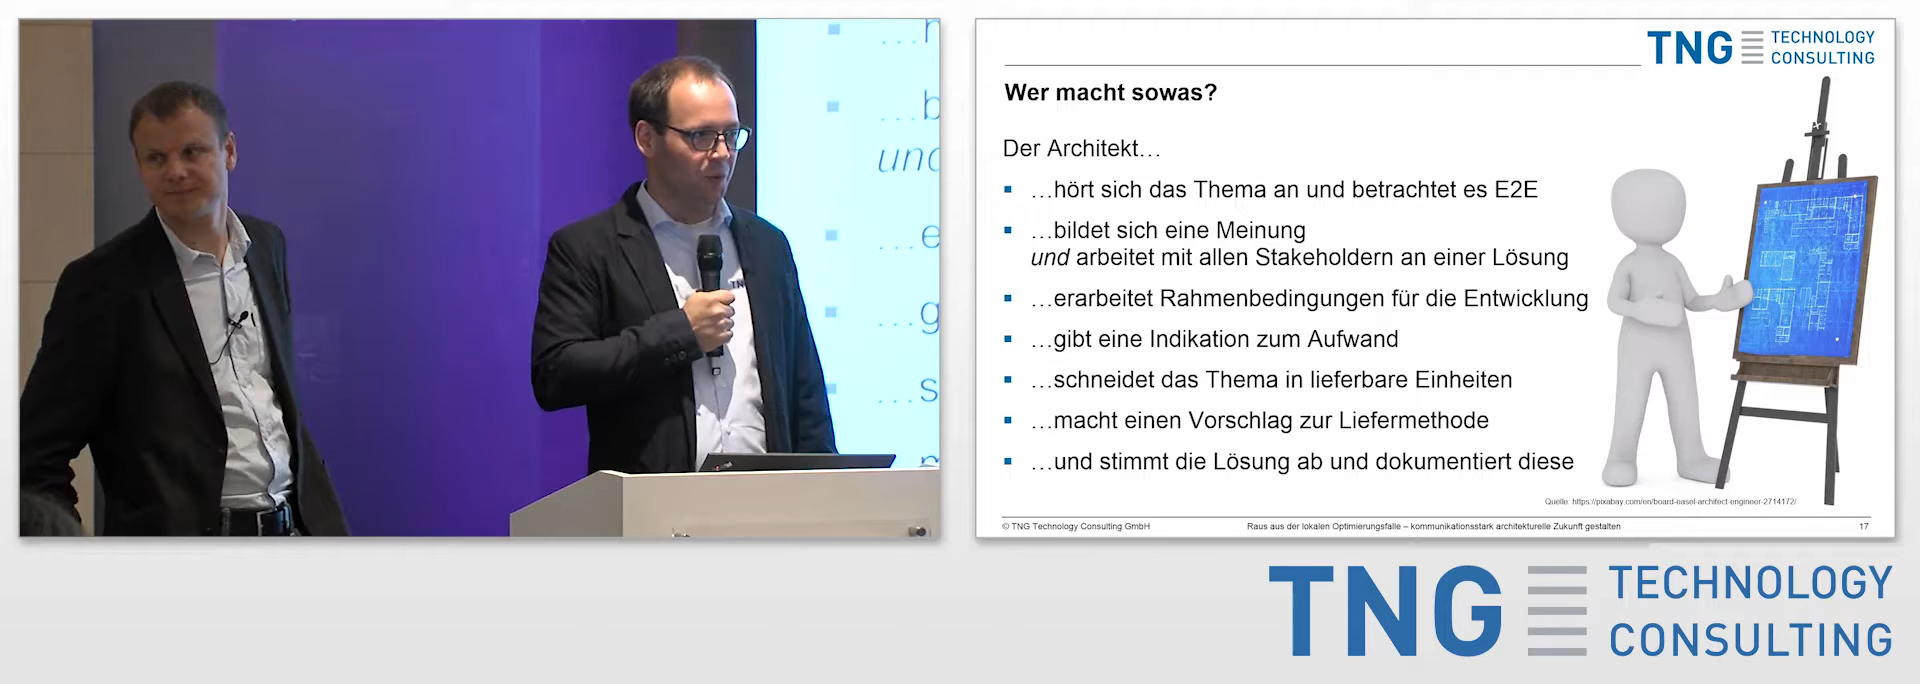 …h
…b
und
…e
…g
…s
TNG
TNG TECHNOLOGY
CONSULTING
Wer macht sowas?
Der Architekt…
▪ …hört sich das Thema an und betrachtet es E2E
▪ …bildet sich eine Meinung
und arbeitet mit allen Stakeholdern an einer Lösung
▪ …erarbeitet Rahmenbedingungen für die Entwicklung
▪ …gibt eine Indikation zum Aufwand
▪ …schneidet das Thema in lieferbare Einheiten
▪ …macht einen Vorschlag zur Liefermethode
▪ …und stimmt die Lösung ab und dokumentiert diese
Quelle: https://pixabay.com/en/board-easel-architect-engineer-2714172/
© TNG Technology Consulting GmbH Raus aus der lokalen Optimierungsfalle – kommunikationsstark architekturelle Zukunft gestalten 17
TNG TECHNOLOGY
CONSULTING